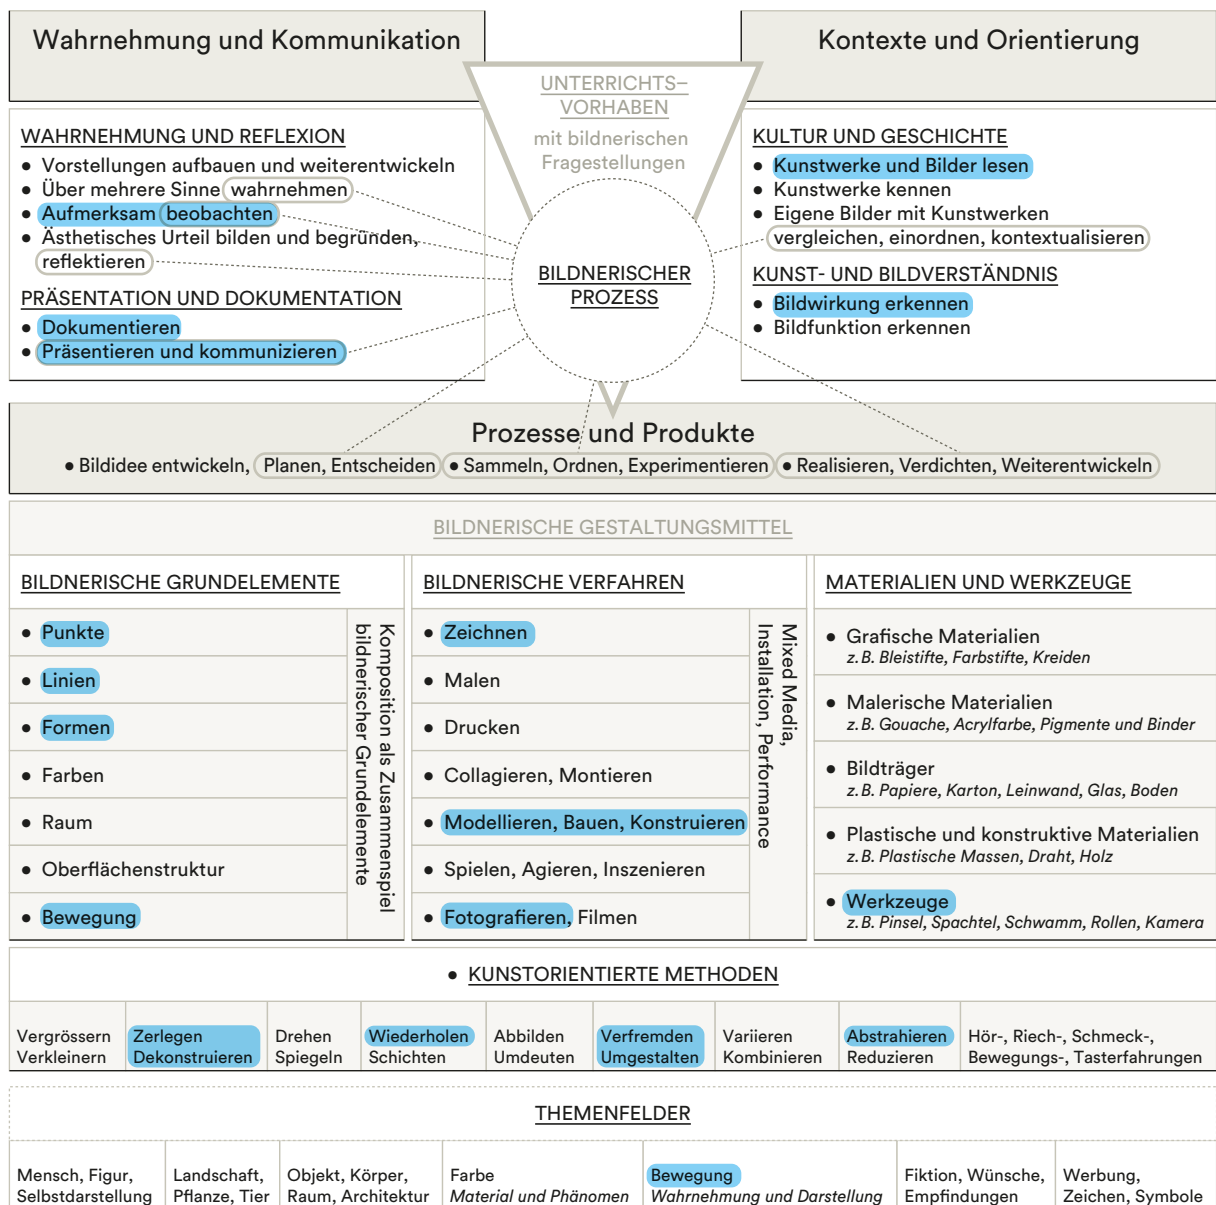 Wahrnehmung und Kommunikation
Kontexte und Orientierung
UNTERRICHTS–
VORHABEN
mit bildnerischen
Fragestellungen
WAHRNEHMUNG UND REFLEXION
• Vorstellungen aufbauen und weiterentwickeln
• Über mehrere Sinne wahrnehmen
• Aufmerksam beobachten
• Ästhetisches Urteil bilden und begründen,
reflektieren
PRÄSENTATION UND DOKUMENTATION
• Dokumentieren
• Präsentieren und kommunizieren
BILDNERISCHER
PROZESS
KULTUR UND GESCHICHTE
• Kunstwerke und Bilder lesen
• Kunstwerke kennen
• Eigene Bilder mit Kunstwerken
vergleichen, einordnen, kontextualisieren
KUNST- UND BILDVERSTÄNDNIS
• Bildwirkung erkennen
• Bildfunktion erkennen
Prozesse und Produkte
• Bildidee entwickeln, Planen, Entscheiden • Sammeln, Ordnen, Experimentieren • Realisieren, Verdichten, Weiterentwickeln
BILDNERISCHE GESTALTUNGSMITTEL
BILDNERISCHE GRUNDELEMENTE
• Punkte
• Linien
• Formen
• Farben
• Raum
• Oberflächenstruktur
• Bewegung
Komposition als Zusammenspiel
bildnerischer Grundelemente
BILDNERISCHE VERFAHREN
• Zeichnen
• Malen
• Drucken
• Collagieren, Montieren
• Modellieren, Bauen, Konstruieren
• Spielen, Agieren, Inszenieren
• Fotografieren, Filmen
Mixed Media,
Installation, Performance
MATERIALIEN UND WERKZEUGE
• Grafische Materialien
z. B. Bleistifte, Farbstifte, Kreiden
• Malerische Materialien
z. B. Gouache, Acrylfarbe, Pigmente und Binder
• Bildträger
z. B. Papiere, Karton, Leinwand, Glas, Boden
• Plastische und konstruktive Materialien
z. B. Plastische Massen, Draht, Holz
• Werkzeuge
z. B. Pinsel, Spachtel, Schwamm, Rollen, Kamera
• KUNSTORIENTIERTE METHODEN
Vergrössern
Verkleinern
Zerlegen
Dekonstruieren
Drehen
Spiegeln
Wiederholen
Schichten
Abbilden
Umdeuten
Verfremden
Umgestalten
Variieren
Kombinieren
Abstrahieren
Reduzieren
Hör-, Riech-, Schmeck-,
Bewegungs-, Tasterfahrungen
THEMENFELDER
Mensch, Figur,
Selbstdarstellung
Landschaft,
Pflanze, Tier
Objekt, Körper,
Raum, Architektur
Farbe
Material und Phänomen
Bewegung
Wahrnehmung und Darstellung
Fiktion, Wünsche,
Empfindungen
Werbung,
Zeichen, Symbole